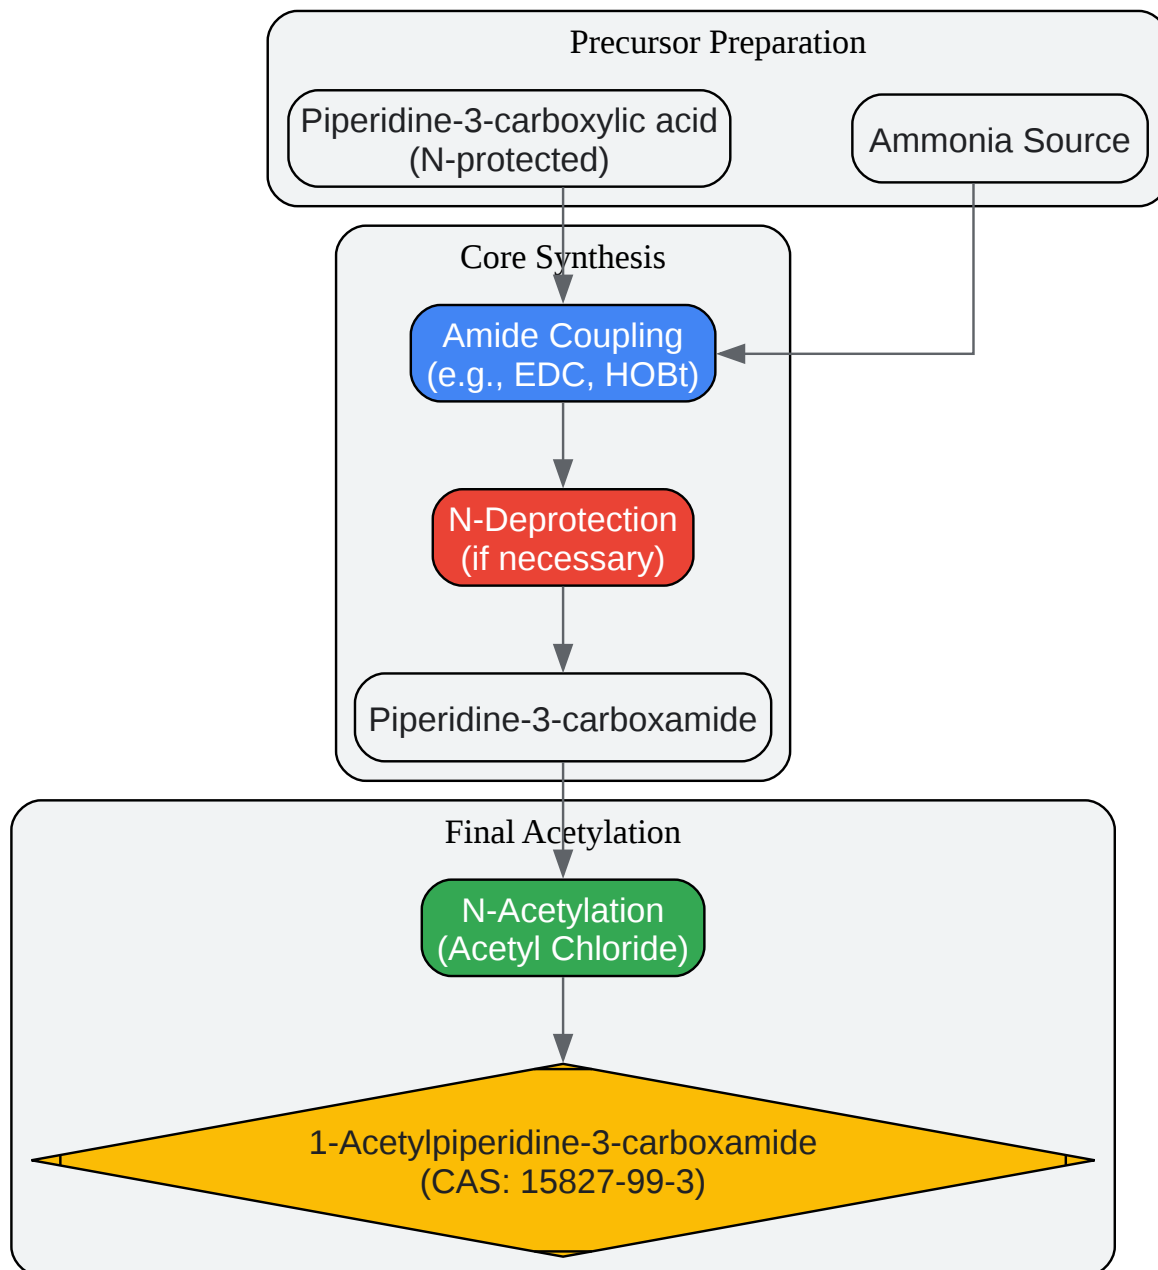 Precursor Preparation
Piperidine-3-carboxylic acid
(N-protected)
Ammonia Source
Core Synthesis
Amide Coupling
(e.g., EDC, HOBt)
N-Deprotection
(if necessary)
Piperidine-3-carboxamide
Final Acetylation
N-Acetylation
(Acetyl Chloride)
1-Acetylpiperidine-3-carboxamide
(CAS: 15827-99-3)